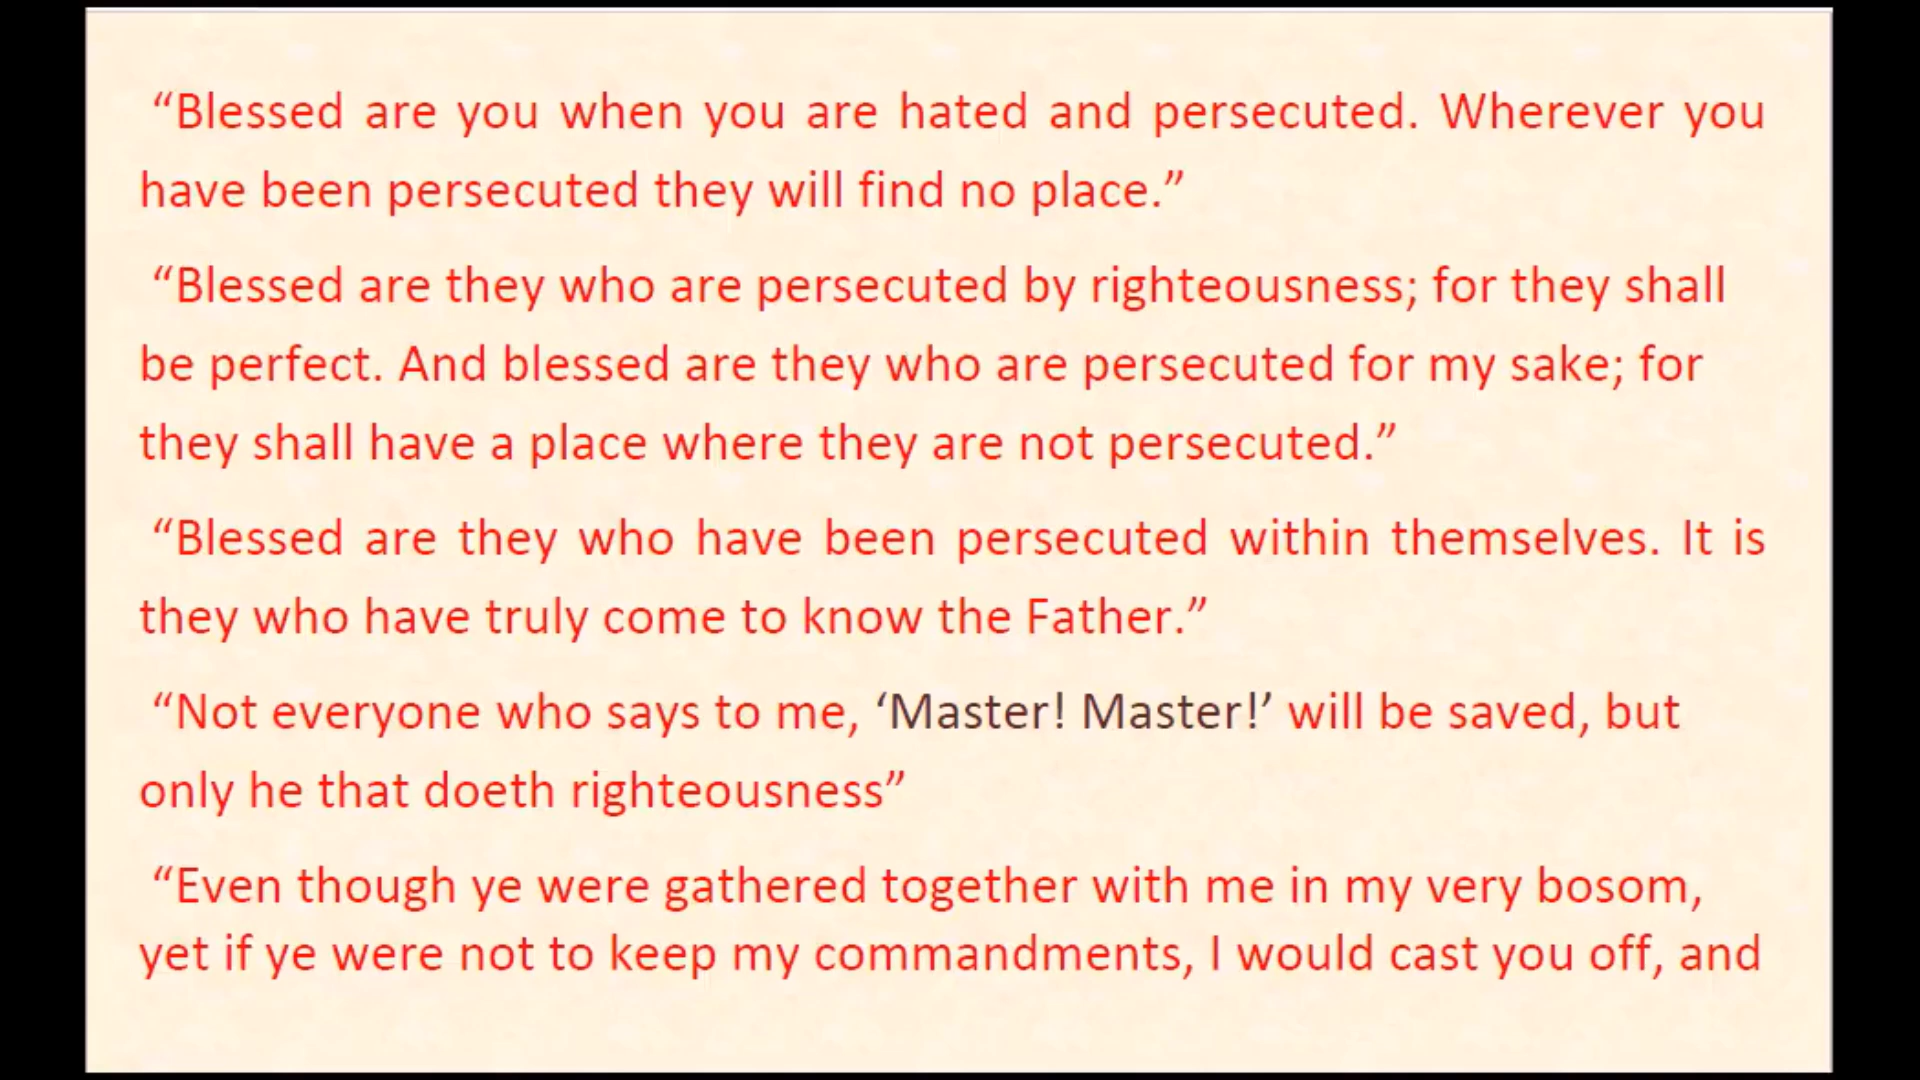 “Blessed are you when you are hated and persecuted. Wherever you
have been persecuted they will find no place.”
“Blessed are they who are persecuted by righteousness; for they shall
be perfect. And blessed are they who are persecuted for my sake; for
they shall have a place where they are not persecuted.”
“Blessed are they who have been persecuted within themselves. It is
they who have truly come to know the Father.”
“Not everyone who says to me, ‘Master! Master!’ will be saved, but
only he that doeth righteousness”
“Even though ye were gathered together with me in my very bosom,
yet if ye were not to keep my commandments, I would cast you off, and